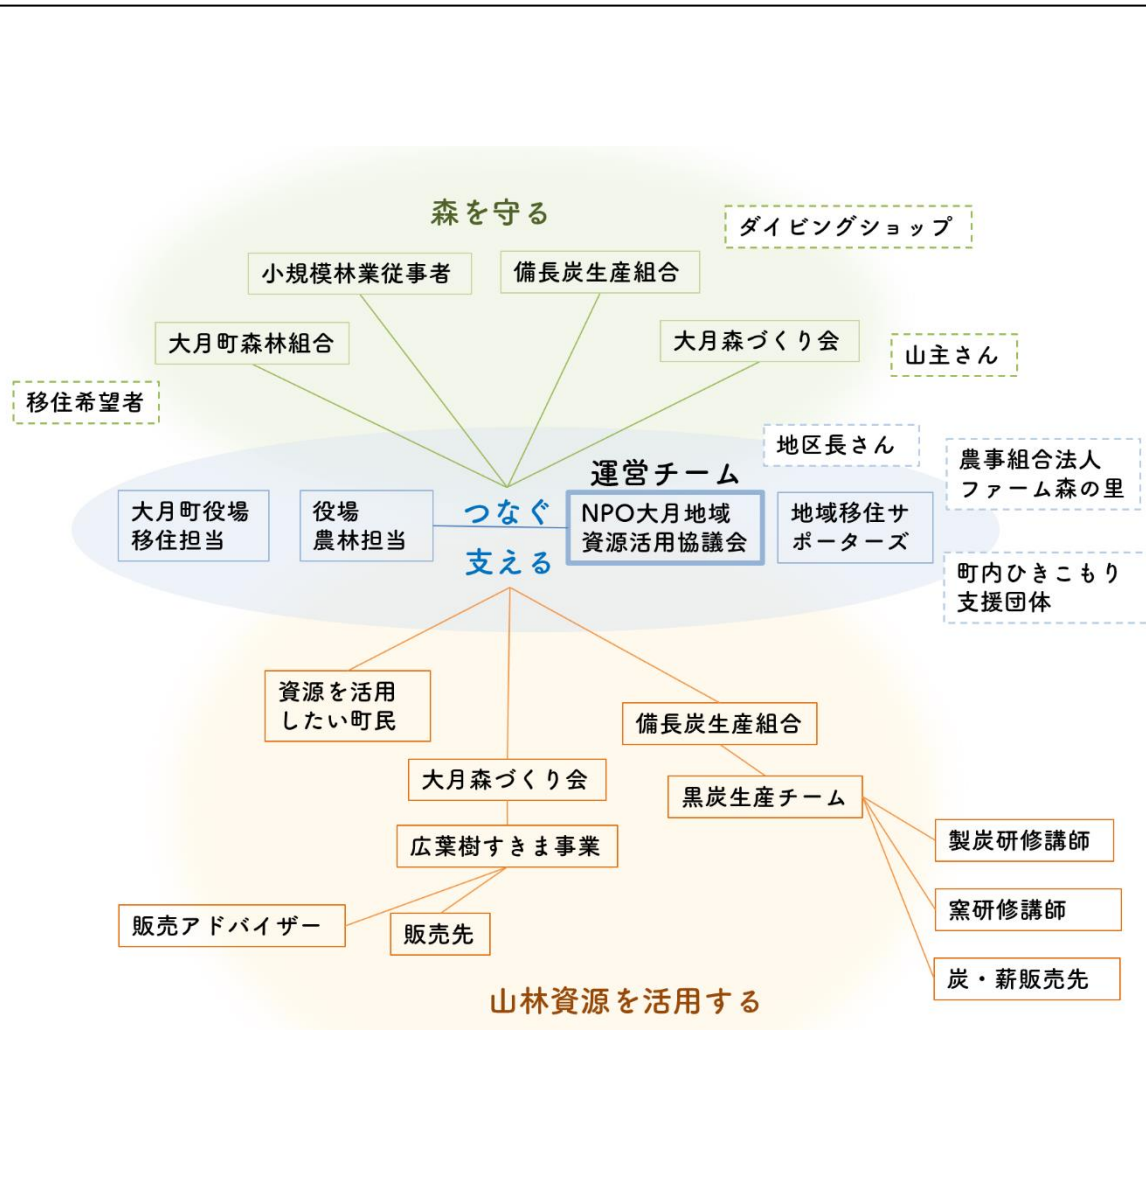 森を守る
ダイビングショップ
小規模林業従事者
備長炭生産組合
大月町森林組合
大月森づくり会
山主さん
移住希望者
地区長さん
運営チーム
農事組合法人
ファーム森の里
大月町役場
移住担当
役場
農林担当
つなぐ
支える
NPO大月地域
資源活用協議会
地域移住サ
ポーターズ
町内ひきこもり
支援団体
資源を活用
したい町民
備長炭生産組合
大月森づくり会
黒炭生産チーム
広葉樹すきま事業
製炭研修講師
販売アドバイザー
販売先
窯研修講師
炭・薪販売先
山林資源を活用する